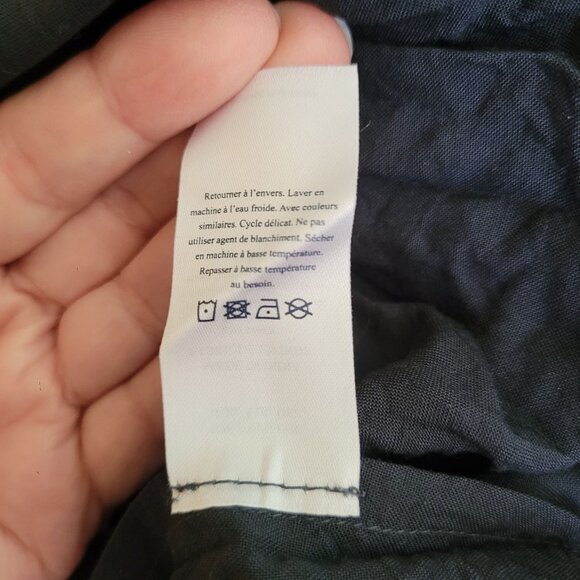 Retourner à l'envers. Laver en
machine à l'eau froide. Avec couleurs
similaires. Cycle délicat. Ne pas
utiliser agent de blanchiment. Sécher
en machine à basse température.
Repasser à basse température
au besoin.